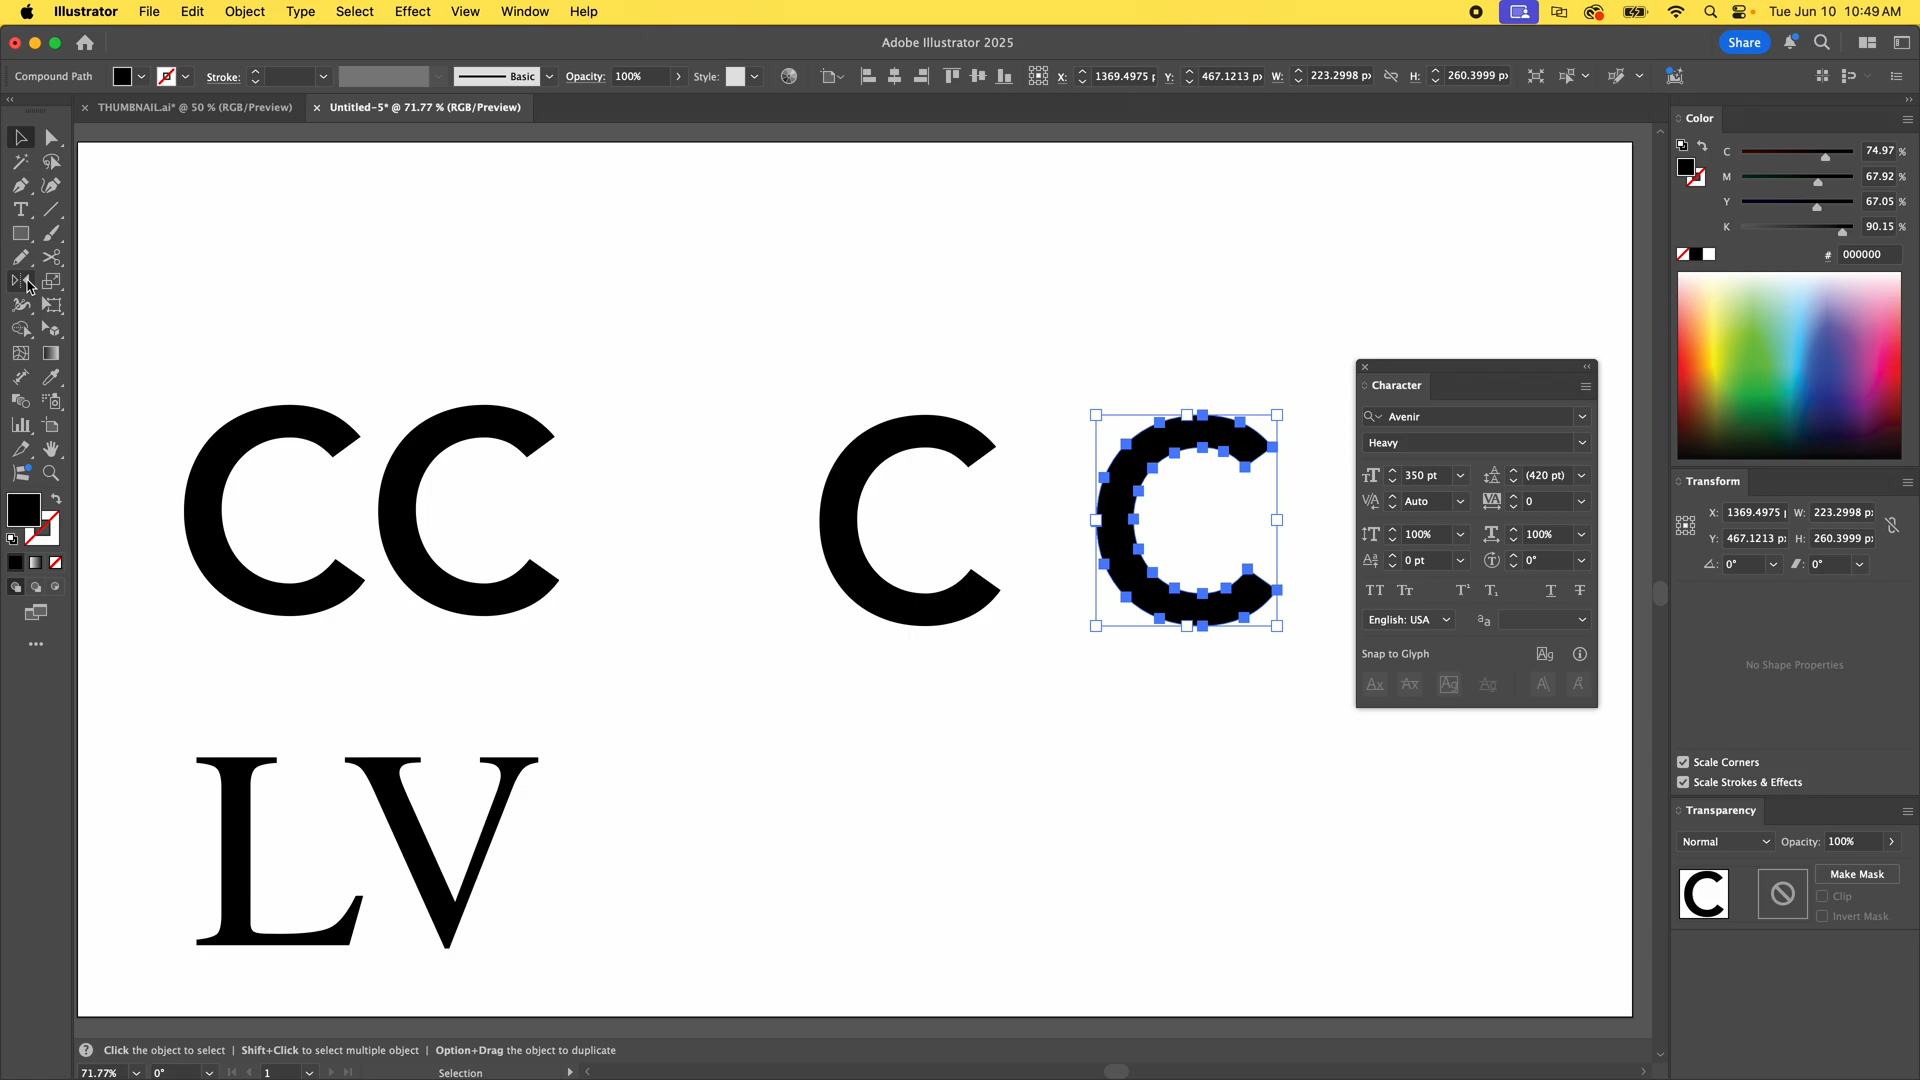 Illustrator File Edit Object Type Select Effect View Window Help Tue Jun 10 10:49 AM
Adobe Illustrator 2025 Share
Compound Path Stroke: Basic Opacity: 100% Style: X: 1369.4975 p Y: 467.1213 p: W: 223.2998 p: H: 260.3999 p:
THUMBNAIL.ai* @ 50 % (RGB/Preview) Untitled-5* @ 71.77 % (RGB/Preview)
Color
C 74.97 %
M 67.92 %
Y 67.05 %
K 90.15 %
# 000000
CC C C
LV
Character
Avenir
Heavy
350 pt (420 pt)
Auto 0
100% 100%
0 pt 0°
English: USA
Snap to Glyph
Transform
X: 1369.4975 p W: 223.2998 p:
Y: 467.1213 p: H: 260.3999 p:
0° 0°
No Shape Properties
Scale Corners
Scale Strokes & Effects
Transparency
Normal Opacity: 100%
C
Make Mask
Clip
Invert Mask
Click the object to select | Shift+Click to select multiple object | Option+Drag the object to duplicate
71.77% 0° 1 Selection